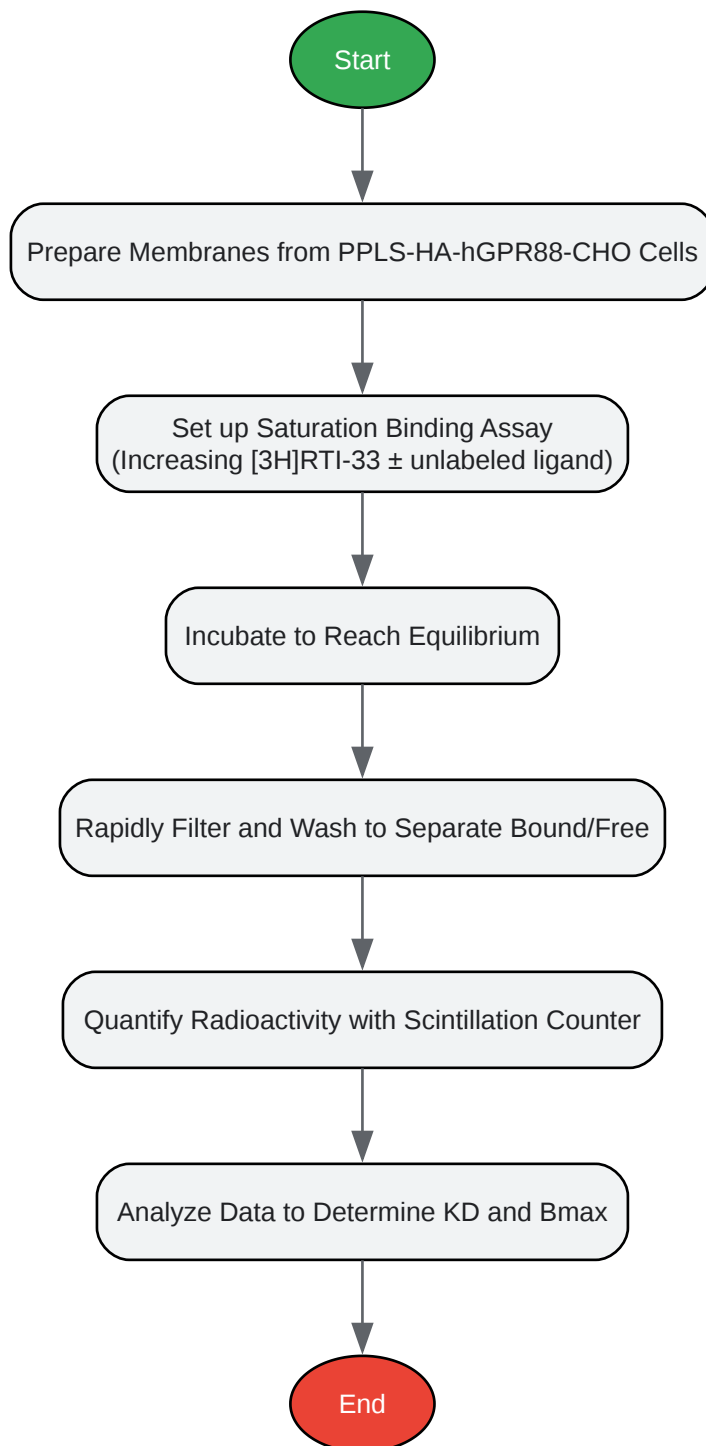 Start
Prepare Membranes from PPLS-HA-hGPR88-CHO Cells
Set up Saturation Binding Assay
(Increasing [3H]RTI-33 ± unlabeled ligand)
Incubate to Reach Equilibrium
Rapidly Filter and Wash to Separate Bound/Free
Quantify Radioactivity with Scintillation Counter
Analyze Data to Determine KD and Bmax
End